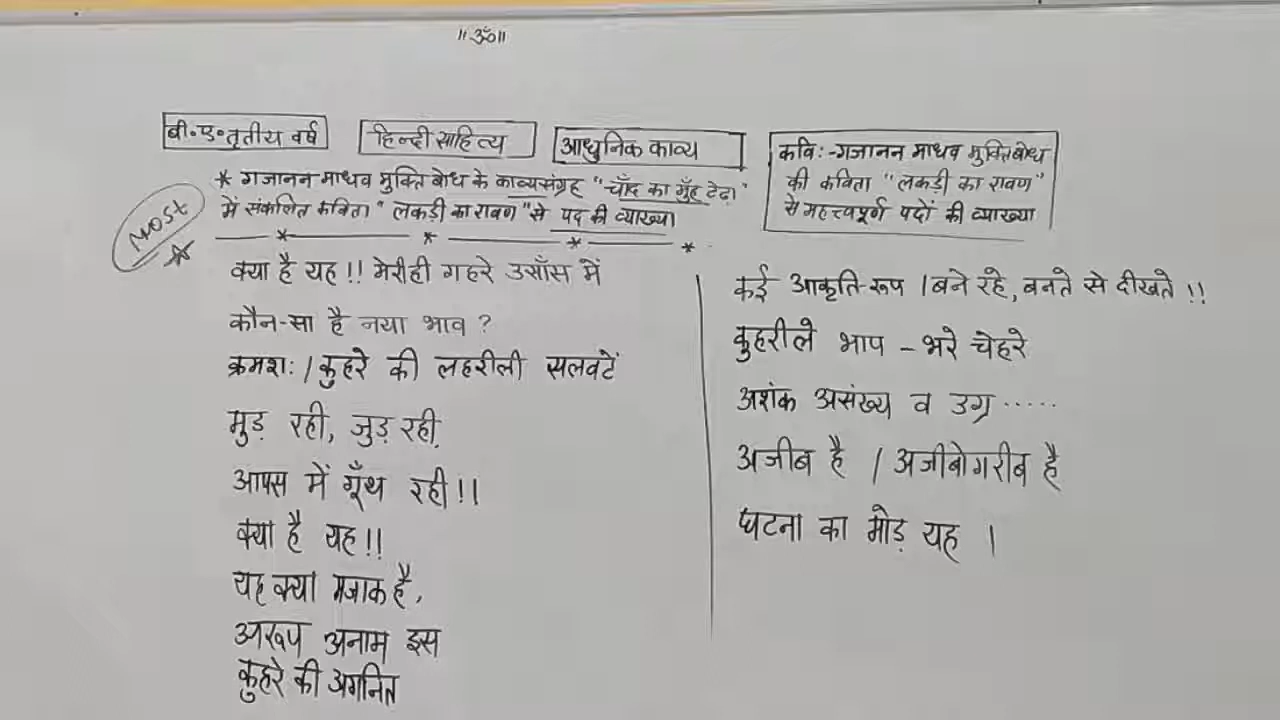 ॥ ॐ ॥
बी॰ए॰तृतीय वर्ष
हिन्दी साहित्य
आधुनिक काव्य
* गजानन माधव मुक्ति बोध के काव्यसंग्रह "चाँद का मुँह टेढ़ा"
में संकलित कविता "लकड़ी का रावण" से पद की व्याख्या
कवि:-गजानन माधव मुक्तिबोध
की कविता "लकड़ी का रावण"
से महत्त्वपूर्ण पदों की व्याख्या
Most
क्या है यह !! मेरी ही गहरे उसाँस में
कौन-सा है नया भाव ?
क्रमश: / कुहरे की लहरीली सलवटें
मुड़ रही, जुड़ रही,
आपस में गूँथ रही !!
क्या है यह !!
यह क्या मजाक है,
अरूप अनाम इस
कुहरे की अगनित
कई आकृति-रूप / बने रहे, बनते से दीखते !!
कुहरीले भाप - भरे चेहरे
अशंक असंख्य व उग्र .....
अजीब है / अजीबोगरीब है
घटना का मोड़ यह ।